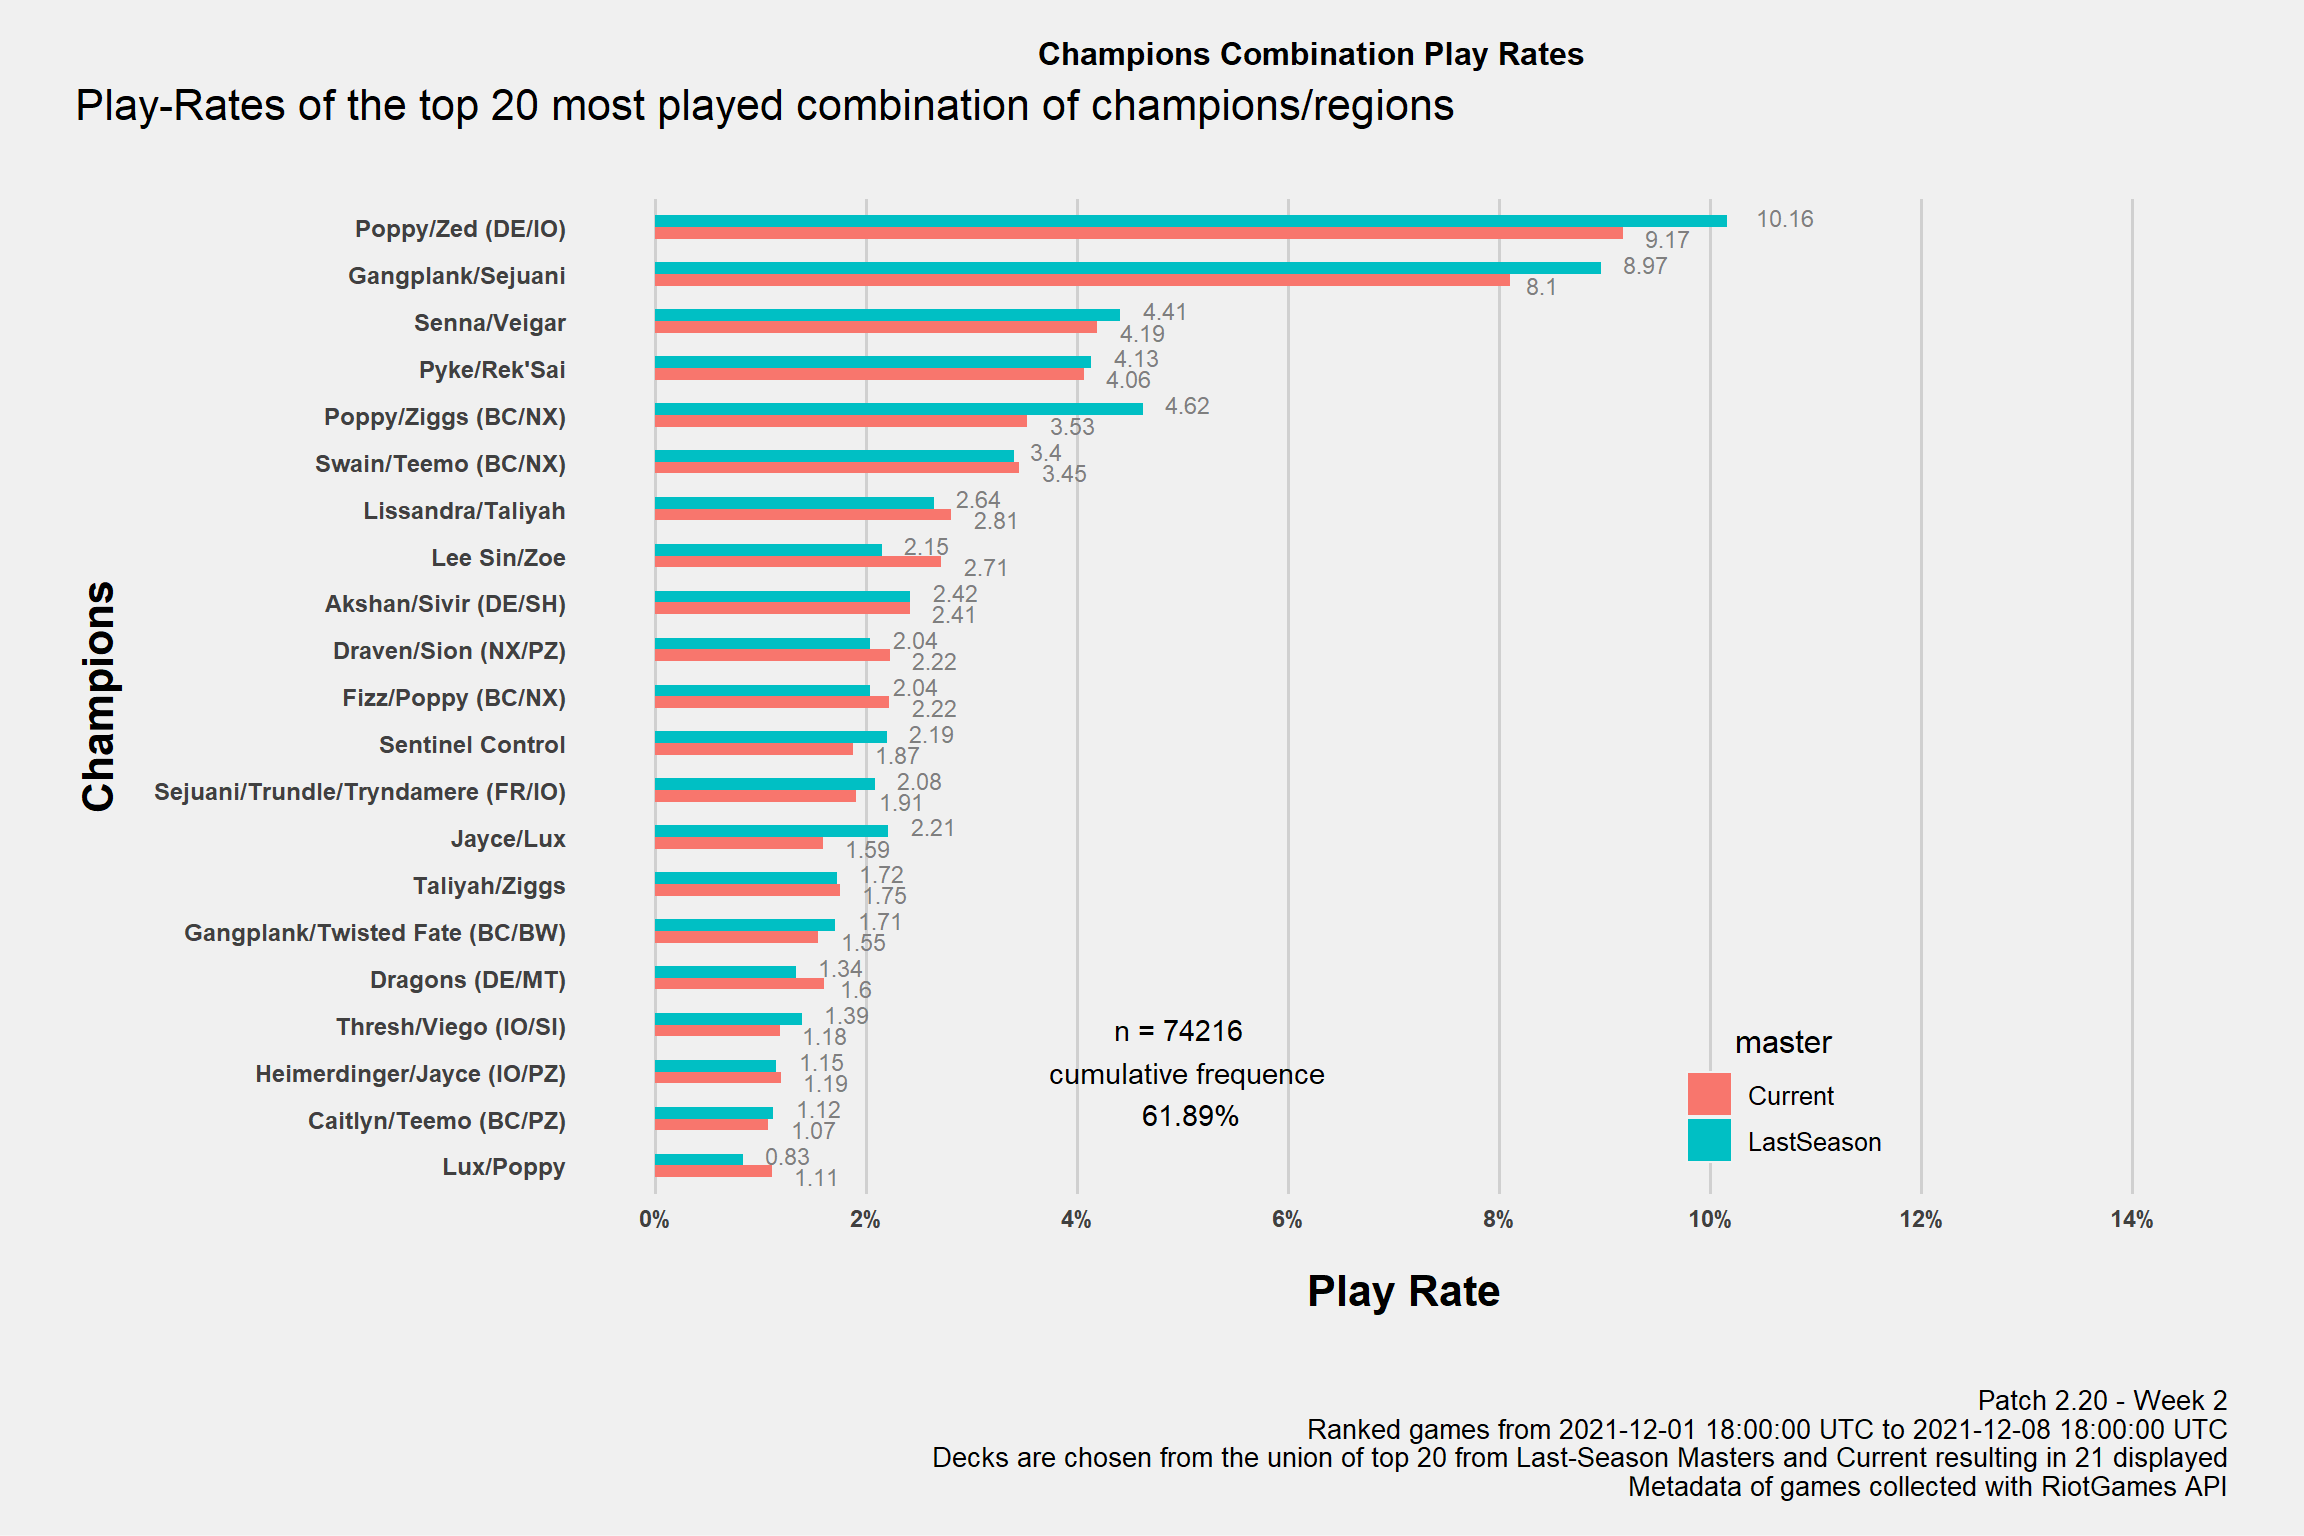 Champions Combination Play Rates
Play-Rates of the top 20 most played combination of champions/regions
Champions
Poppy/Zed (DE/IO)
10.16
9.17
Gangplank/Sejuani
8.97
8.1
Senna/Veigar
4.41
4.19
Pyke/Rek'Sai
4.13
4.06
Poppy/Ziggs (BC/NX)
4.62
3.53
Swain/Teemo (BC/NX)
3.4
3.45
Lissandra/Taliyah
2.64
2.81
Lee Sin/Zoe
2.15
2.71
Akshan/Sivir (DE/SH)
2.42
2.41
Draven/Sion (NX/PZ)
2.04
2.22
Fizz/Poppy (BC/NX)
2.04
2.22
Sentinel Control
2.19
1.87
Sejuani/Trundle/Tryndamere (FR/IO)
2.08
1.91
Jayce/Lux
2.21
1.59
Taliyah/Ziggs
1.72
1.75
Gangplank/Twisted Fate (BC/BW)
1.71
1.55
Dragons (DE/MT)
1.34
1.6
Thresh/Viego (IO/SI)
1.39
1.18
Heimerdinger/Jayce (IO/PZ)
1.15
1.19
Caitlyn/Teemo (BC/PZ)
1.12
1.07
Lux/Poppy
0.83
1.11
n = 74216
cumulative frequence
61.89%
master
Current
LastSeason
0% 2% 4% 6% 8% 10% 12% 14%
Play Rate
Patch 2.20 - Week 2
Ranked games from 2021-12-01 18:00:00 UTC to 2021-12-08 18:00:00 UTC
Decks are chosen from the union of top 20 from Last-Season Masters and Current resulting in 21 displayed
Metadata of games collected with RiotGames API